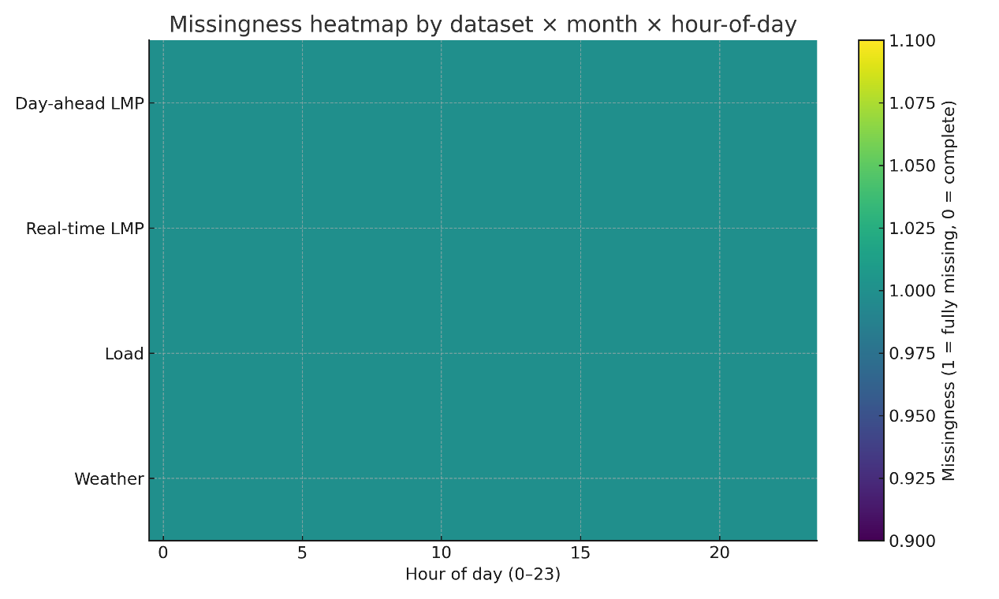 Missingness heatmap by dataset × month × hour-of-day
Day-ahead LMP
Real-time LMP
Load
Weather
0 5 10 15 20
Hour of day (0–23)
1.100
1.075
1.050
1.025
1.000
0.975
0.950
0.925
0.900
Missingness (1 = fully missing, 0 = complete)